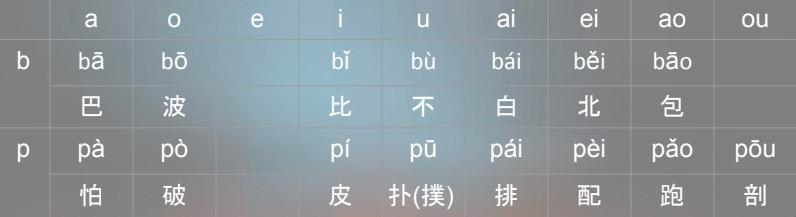 a o e i u ai ei ao ou
b bā bō bǐ bù bái běi bāo
巴 波 比 不 白 北 包
p pà pò pí pū pái pèi pǎo pōu
怕 破 皮 扑(撲) 排 配 跑 剖